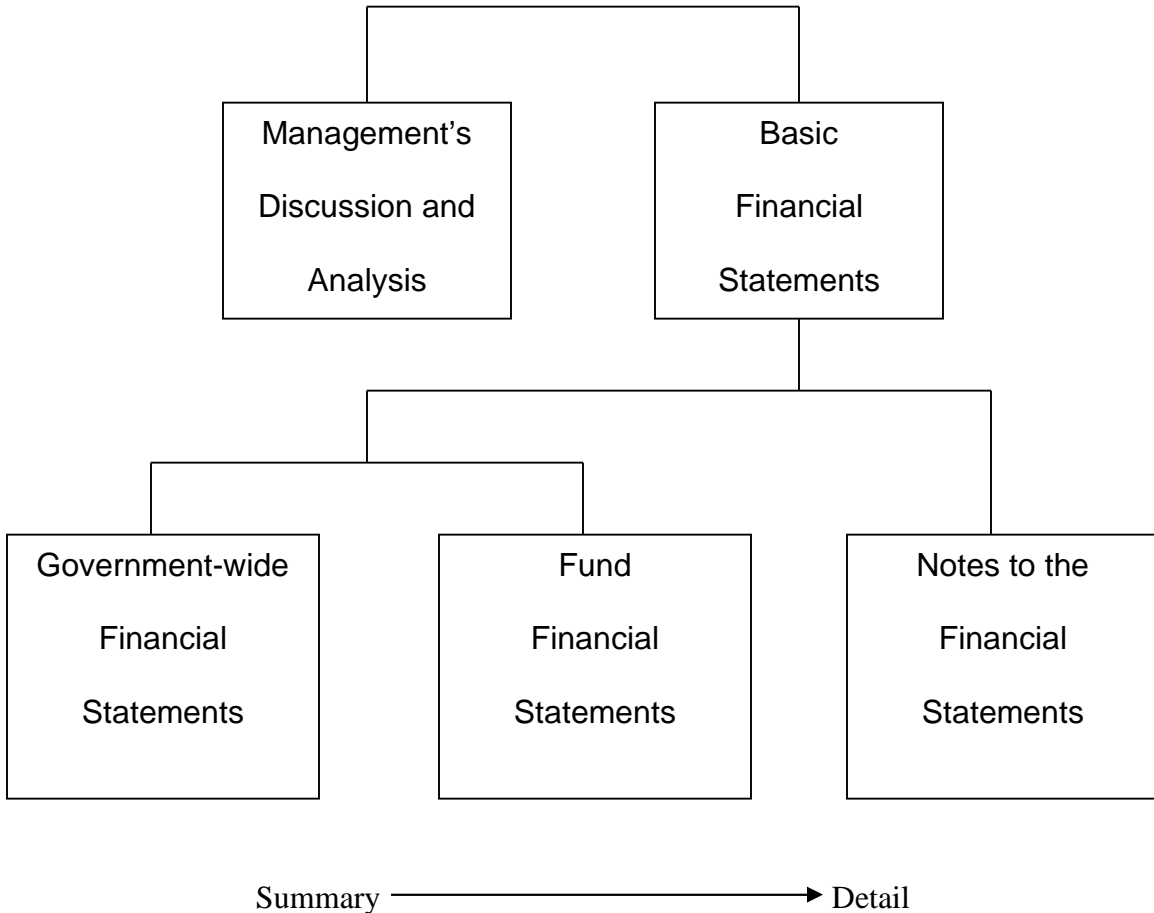 Management’s
Discussion and
Analysis
Basic
Financial
Statements
Government-wide
Financial
Statements
Fund
Financial
Statements
Notes to the
Financial
Statements
Summary
Detail